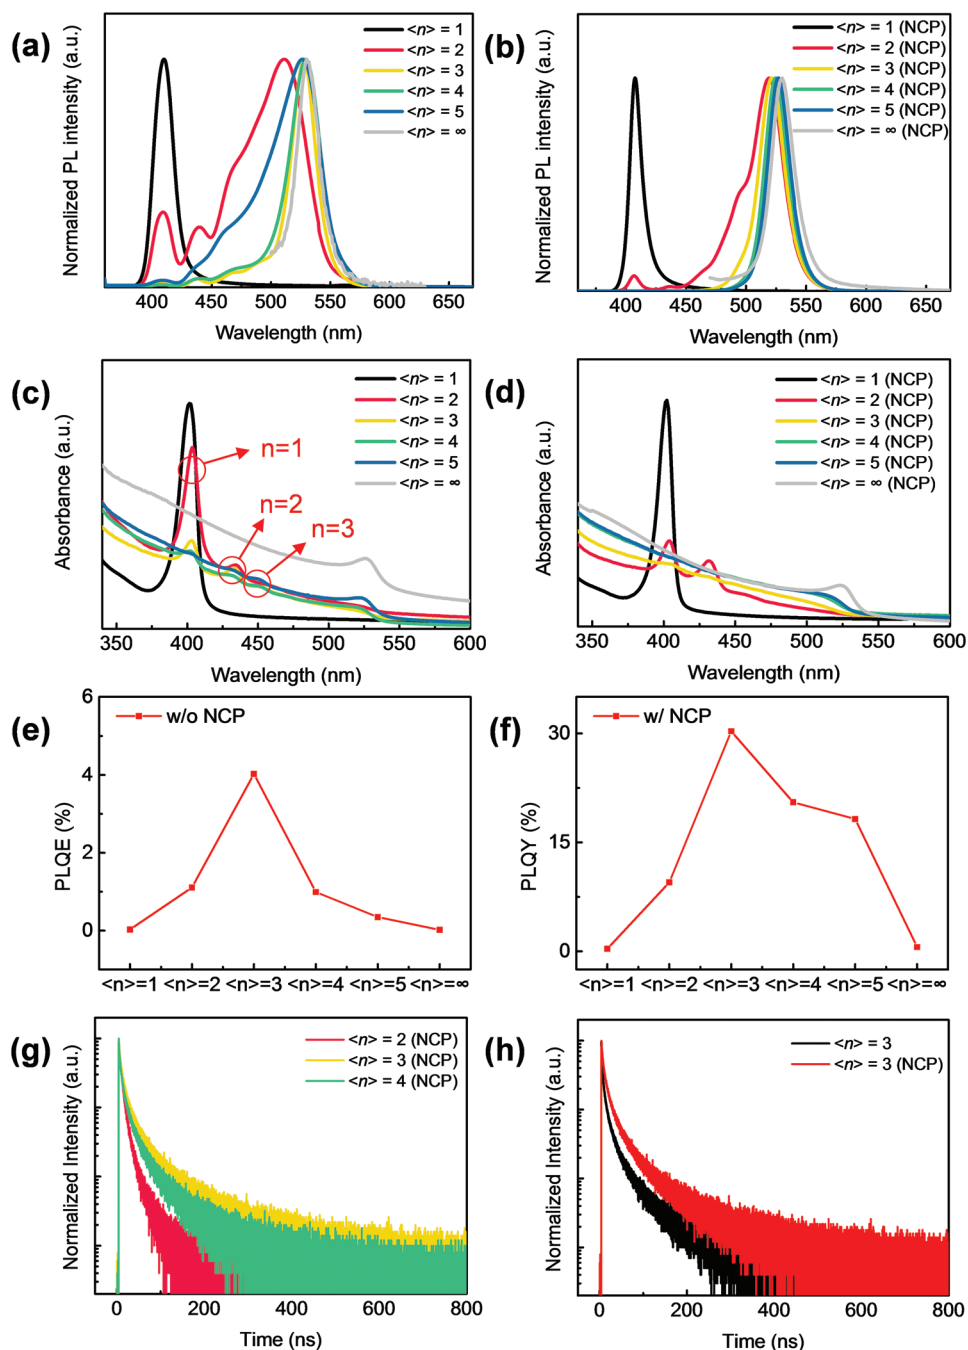 (a)
<n> = 1
<n> = 2
<n> = 3
<n> = 4
<n> = 5
<n> = ∞
Normalized PL intensity (a.u.)
400 450 500 550 600 650
Wavelength (nm)
(b)
<n> = 1 (NCP)
<n> = 2 (NCP)
<n> = 3 (NCP)
<n> = 4 (NCP)
<n> = 5 (NCP)
<n> = ∞ (NCP)
Normalized PL intensity (a.u.)
400 450 500 550 600 650
Wavelength (nm)
(c)
<n> = 1
<n> = 2
<n> = 3
<n> = 4
<n> = 5
<n> = ∞
n=1
n=2
n=3
Absorbance (a.u.)
350 400 450 500 550 600
Wavelength (nm)
(d)
<n> = 1 (NCP)
<n> = 2 (NCP)
<n> = 3 (NCP)
<n> = 4 (NCP)
<n> = 5 (NCP)
<n> = ∞ (NCP)
Absorbance (a.u.)
350 400 450 500 550 600
Wavelength (nm)
(e)
w/o NCP
PLQE (%)
6
4
2
0
<n>=1 <n>=2 <n>=3 <n>=4 <n>=5 <n>=∞
(f)
w/ NCP
PLQY (%)
30
15
0
<n>=1 <n>=2 <n>=3 <n>=4 <n>=5 <n>=∞
(g)
<n> = 2 (NCP)
<n> = 3 (NCP)
<n> = 4 (NCP)
Normalized Intensity (a.u.)
0 200 400 600 800
Time (ns)
(h)
<n> = 3
<n> = 3 (NCP)
Normalized Intensity (a.u.)
0 200 400 600 800
Time (ns)